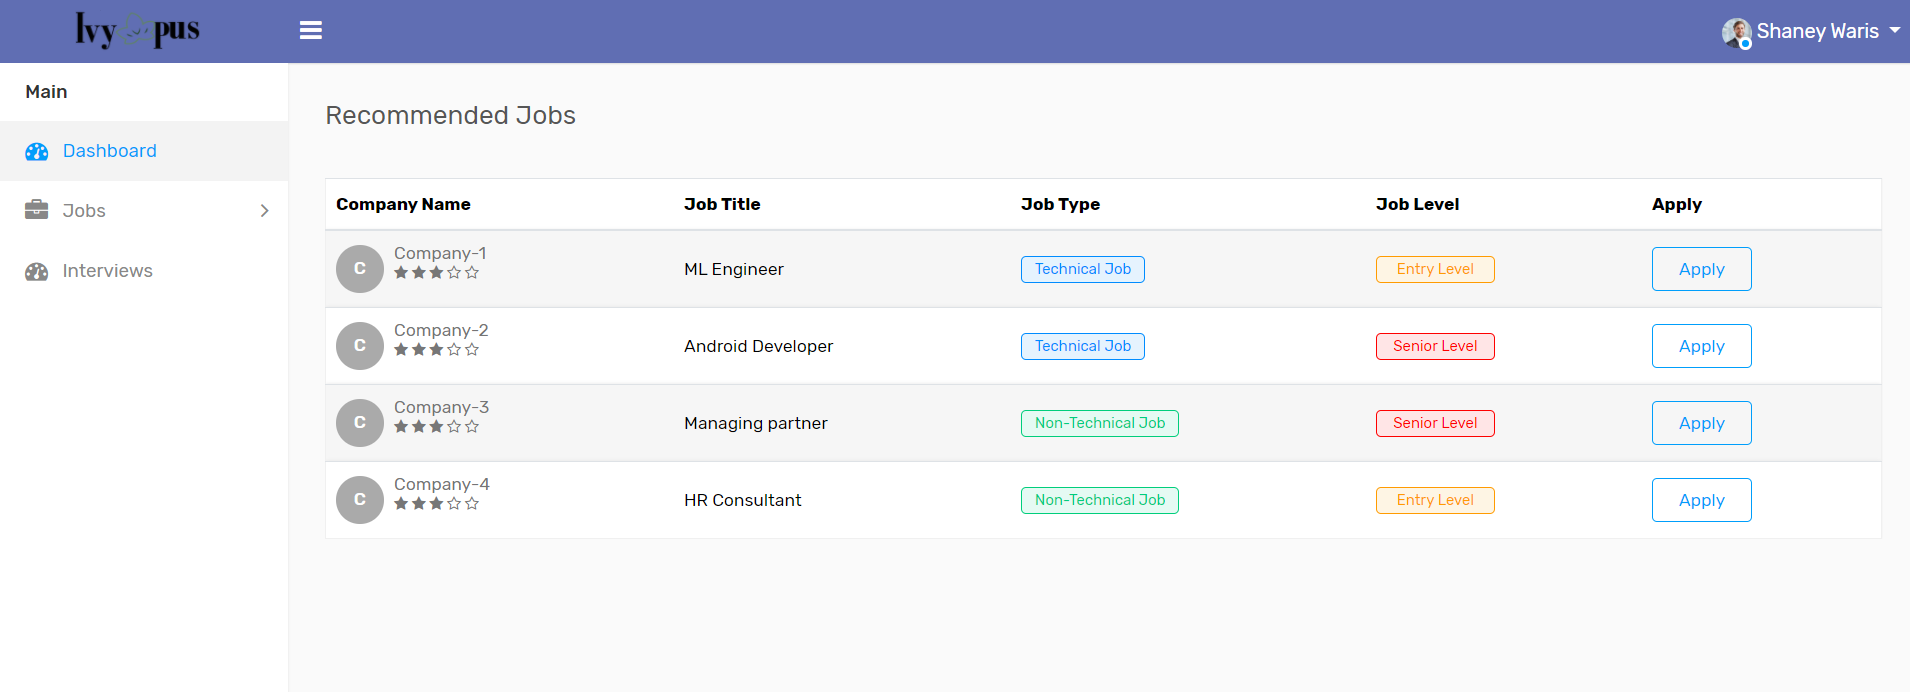 Ivy Opus
Shaney Waris
Main
Dashboard
Jobs
Interviews
Recommended Jobs
Company Name Job Title Job Type Job Level Apply
C Company-1 ML Engineer Technical Job Entry Level Apply
C Company-2 Android Developer Technical Job Senior Level Apply
C Company-3 Managing partner Non-Technical Job Senior Level Apply
C Company-4 HR Consultant Non-Technical Job Entry Level Apply